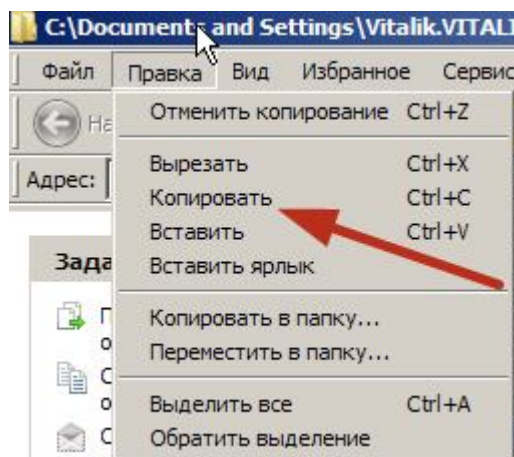 C:\Documents and Settings\Vitalik.VITALI
Файл Правка Вид Избранное Сервис
Отменить копирование Ctrl+Z
Вырезать Ctrl+X
Адрес:
Копировать Ctrl+C
Вставить Ctrl+V
Вставить ярлык
Копировать в папку...
Переместить в папку...
Выделить все Ctrl+A
Обратить выделение